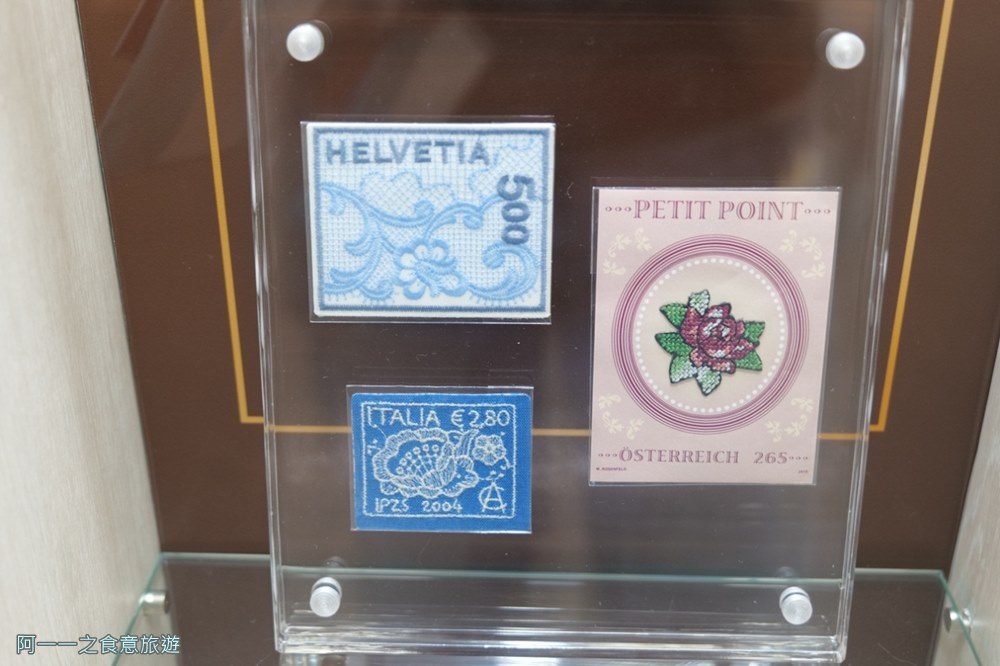 HELVETIA
500
PETIT POINT
ITALIA €2,80
IPZS 2004
ÖSTERREICH 265
阿一一之食意旅遊